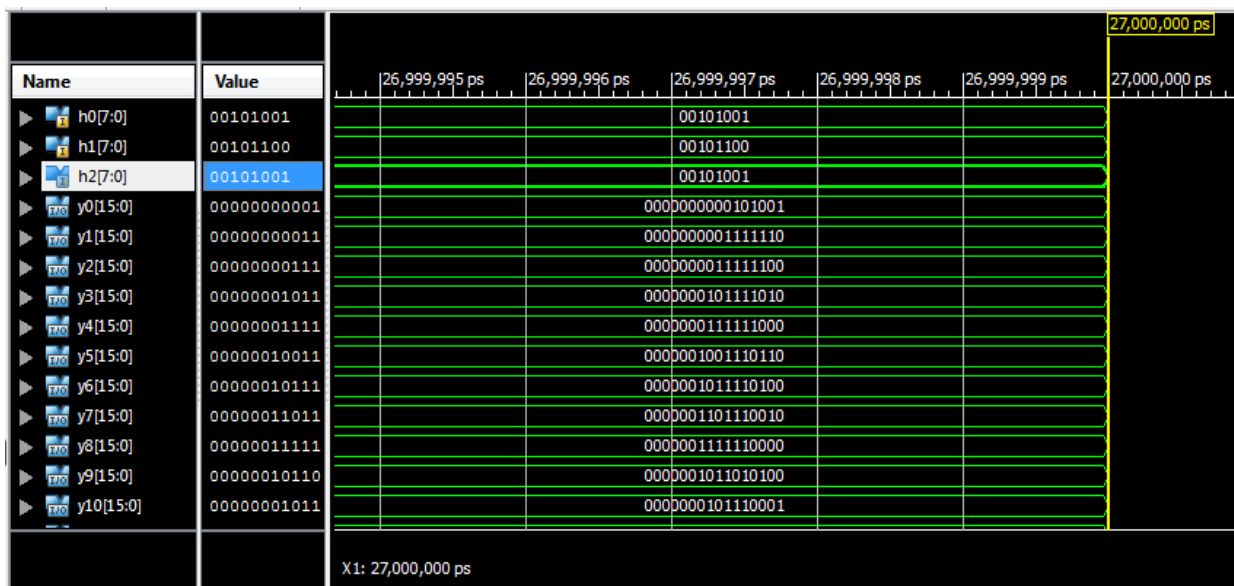 27,000,000 ps
Name Value |26,999,995 ps |26,999,996 ps |26,999,997 ps |26,999,998 ps |26,999,999 ps |27,000,000 ps
h0[7:0] 00101001 00101001
h1[7:0] 00101100 00101100
h2[7:0] 00101001 00101001
y0[15:0] 00000000001 0000000000101001
y1[15:0] 00000000011 0000000001111110
y2[15:0] 00000000111 0000000011111100
y3[15:0] 00000001011 0000000101111010
y4[15:0] 00000001111 0000000111111000
y5[15:0] 00000010011 0000001001110110
y6[15:0] 00000010111 0000001011110100
y7[15:0] 00000011011 0000001101110010
y8[15:0] 00000011111 0000001111110000
y9[15:0] 00000010110 0000001011010100
y10[15:0] 00000001011 0000000101110001
X1: 27,000,000 ps